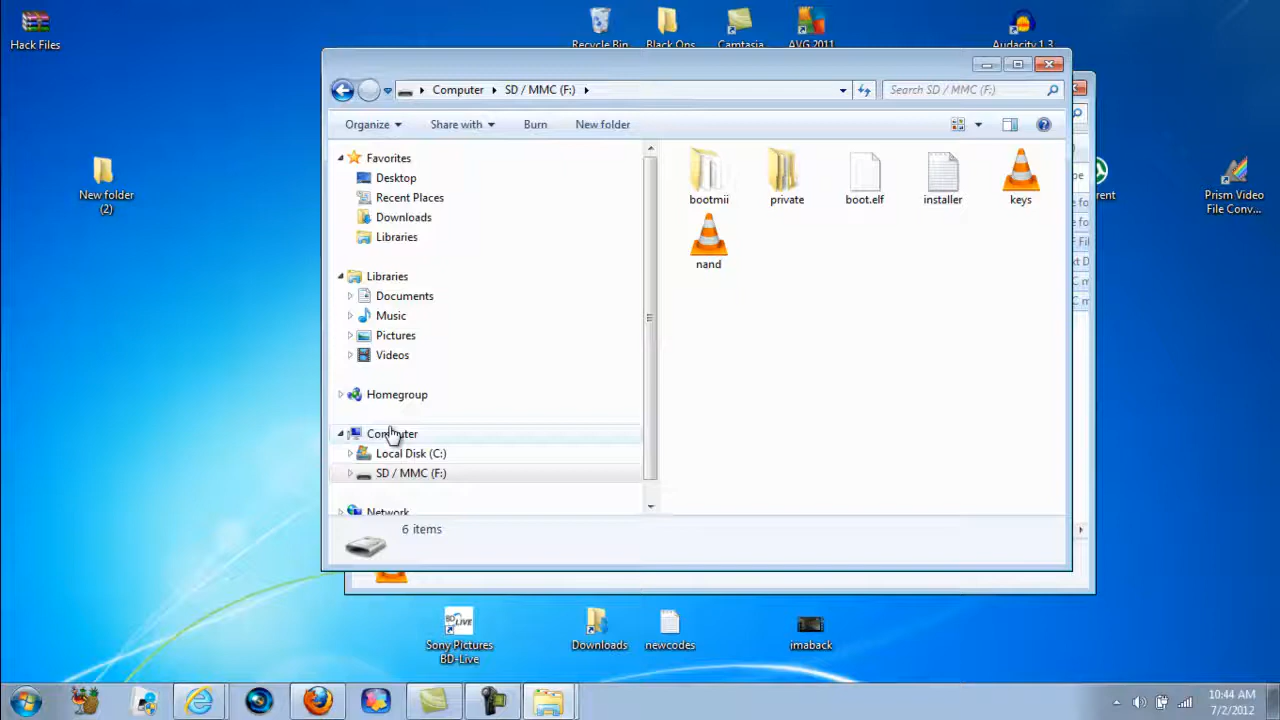 Hack Files
Recycle Bin
Black Ops
Camtasia
AVG 2011
Audacity 1.3
Computer
SD / MMC (F:)
Search SD / MMC (F:)
Organize
Share with
Burn
New folder
Favorites
Desktop
Recent Places
Downloads
Libraries
Libraries
Documents
Music
Pictures
Videos
Homegroup
Computer
Local Disk (C:)
SD / MMC (F:)
Network
bootmii
private
boot.elf
installer
keys
nand
6 items
New folder
(2)
Prism Video
File Conv...
Sony Pictures
BD-Live
Downloads
newcodes
imaback
10:44 AM
7/2/2012